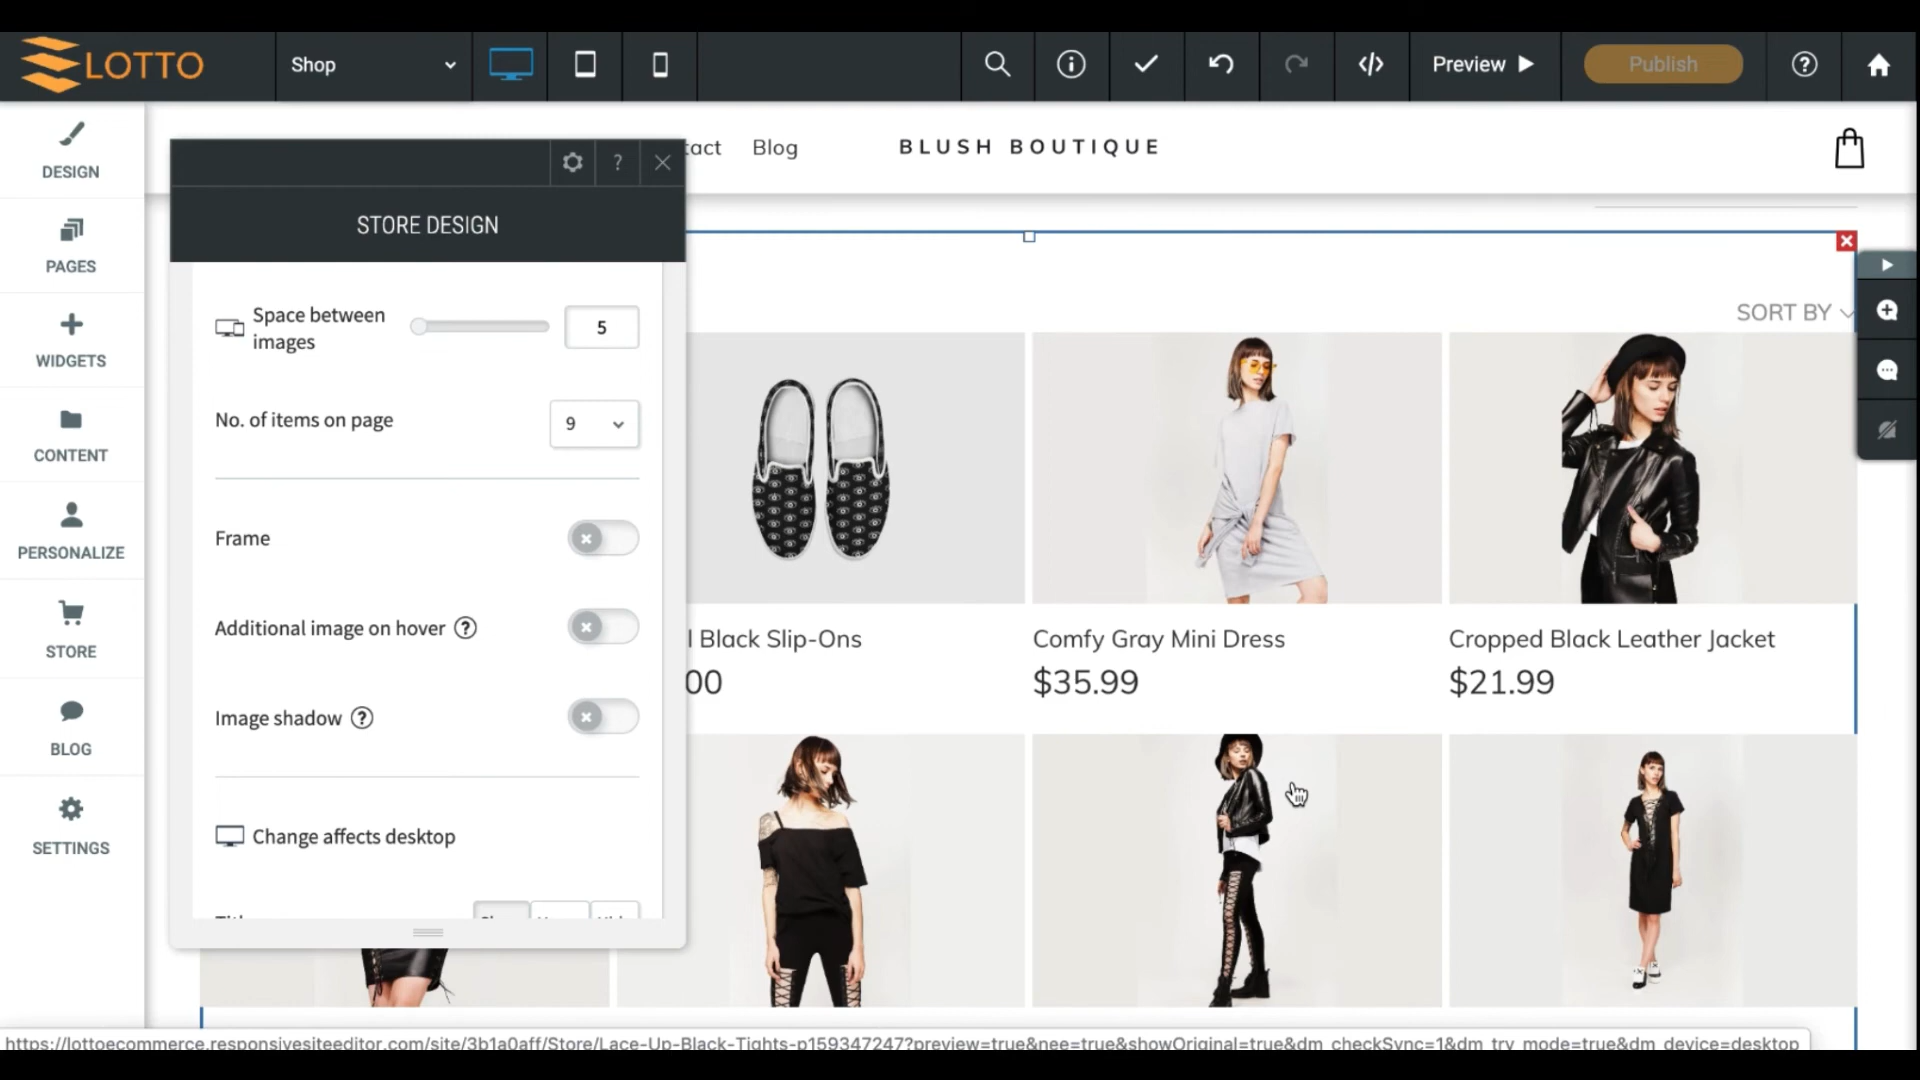 LOTTO
Shop
Preview
Publish
DESIGN
PAGES
WIDGETS
CONTENT
PERSONALIZE
STORE
BLOG
SETTINGS
tact
Blog
BLUSH BOUTIQUE
?
STORE DESIGN
Space between
images
5
No. of items on page
9
Frame
Additional image on hover ?
Image shadow ?
Change affects desktop
SORT BY
l Black Slip-Ons
00
Comfy Gray Mini Dress
$35.99
Cropped Black Leather Jacket
$21.99
https://lottoecommerce.responsivesiteeditor.com/site/3b1a0aff/Store/Lace-Up-Black-Tights-p159347247?preview=true&nee=true&showOriginal=true&dm_checkSync=1&dm_try_mode=true&dm_device=desktop